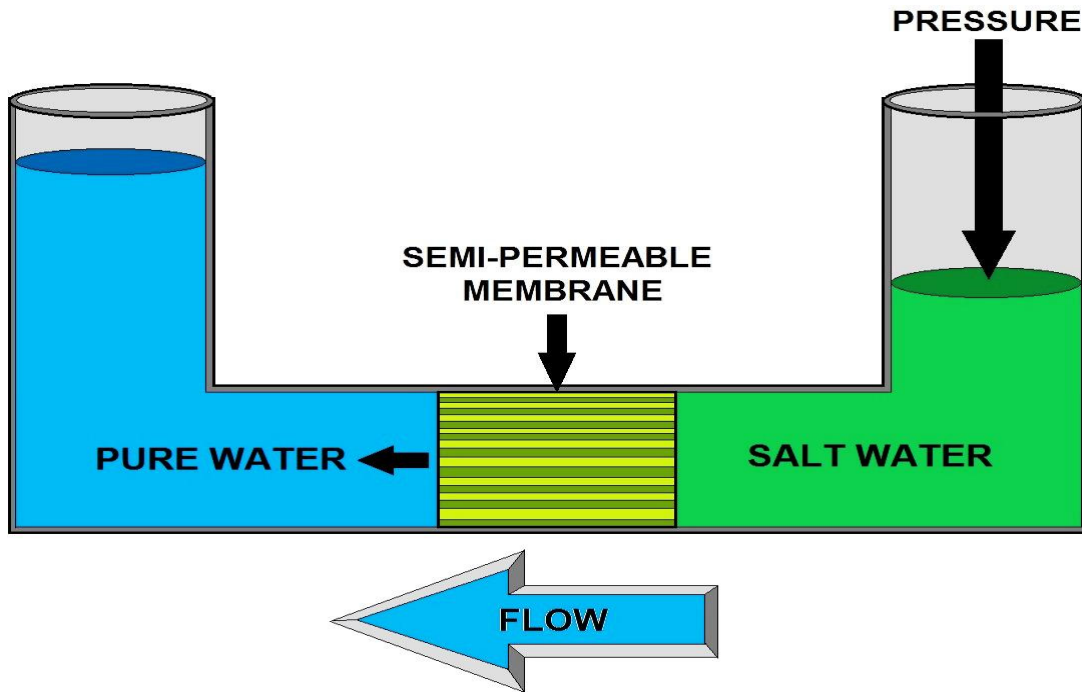 PRESSURE
SEMI-PERMEABLE
MEMBRANE
PURE WATER
SALT WATER
FLOW